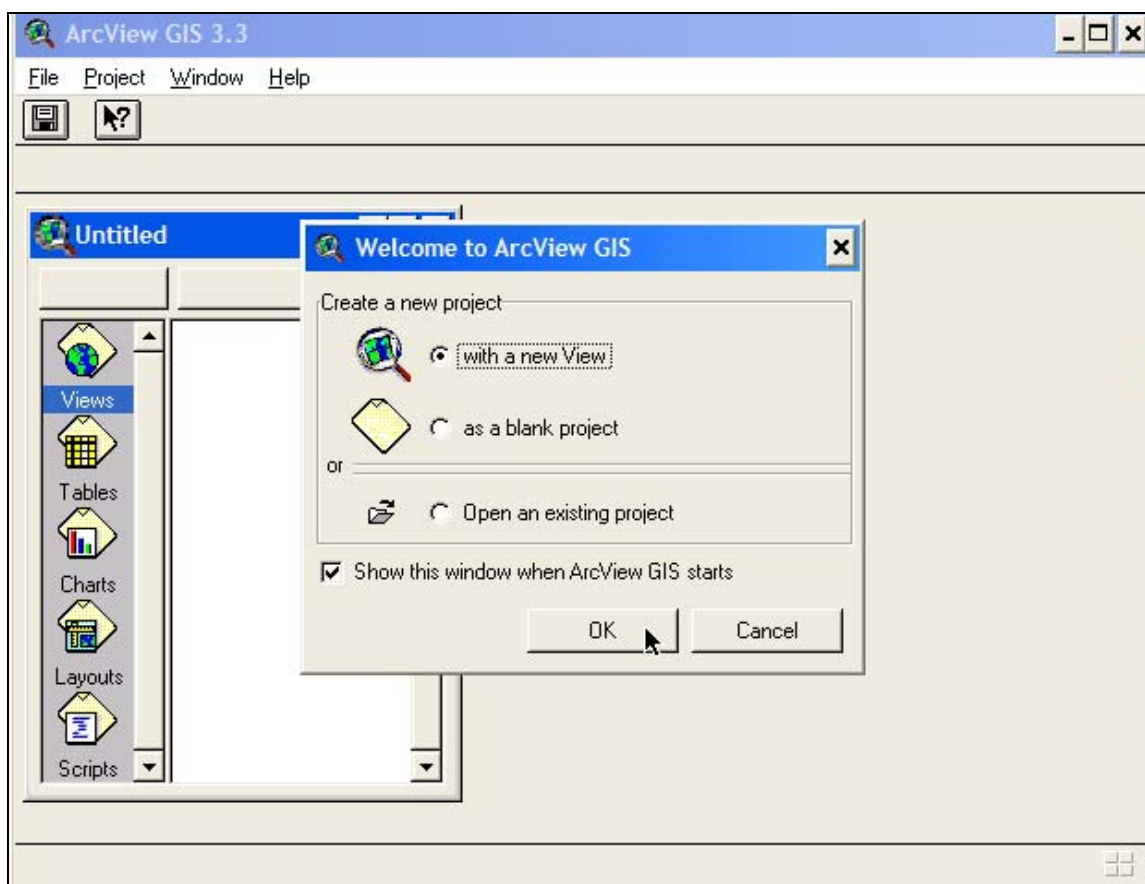 ArcView GIS 3.3
File Project Window Help
Untitled
Views
Tables
Charts
Layouts
Scripts
Welcome to ArcView GIS
Create a new project
with a new View
as a blank project
or
Open an existing project
Show this window when ArcView GIS starts
OK Cancel